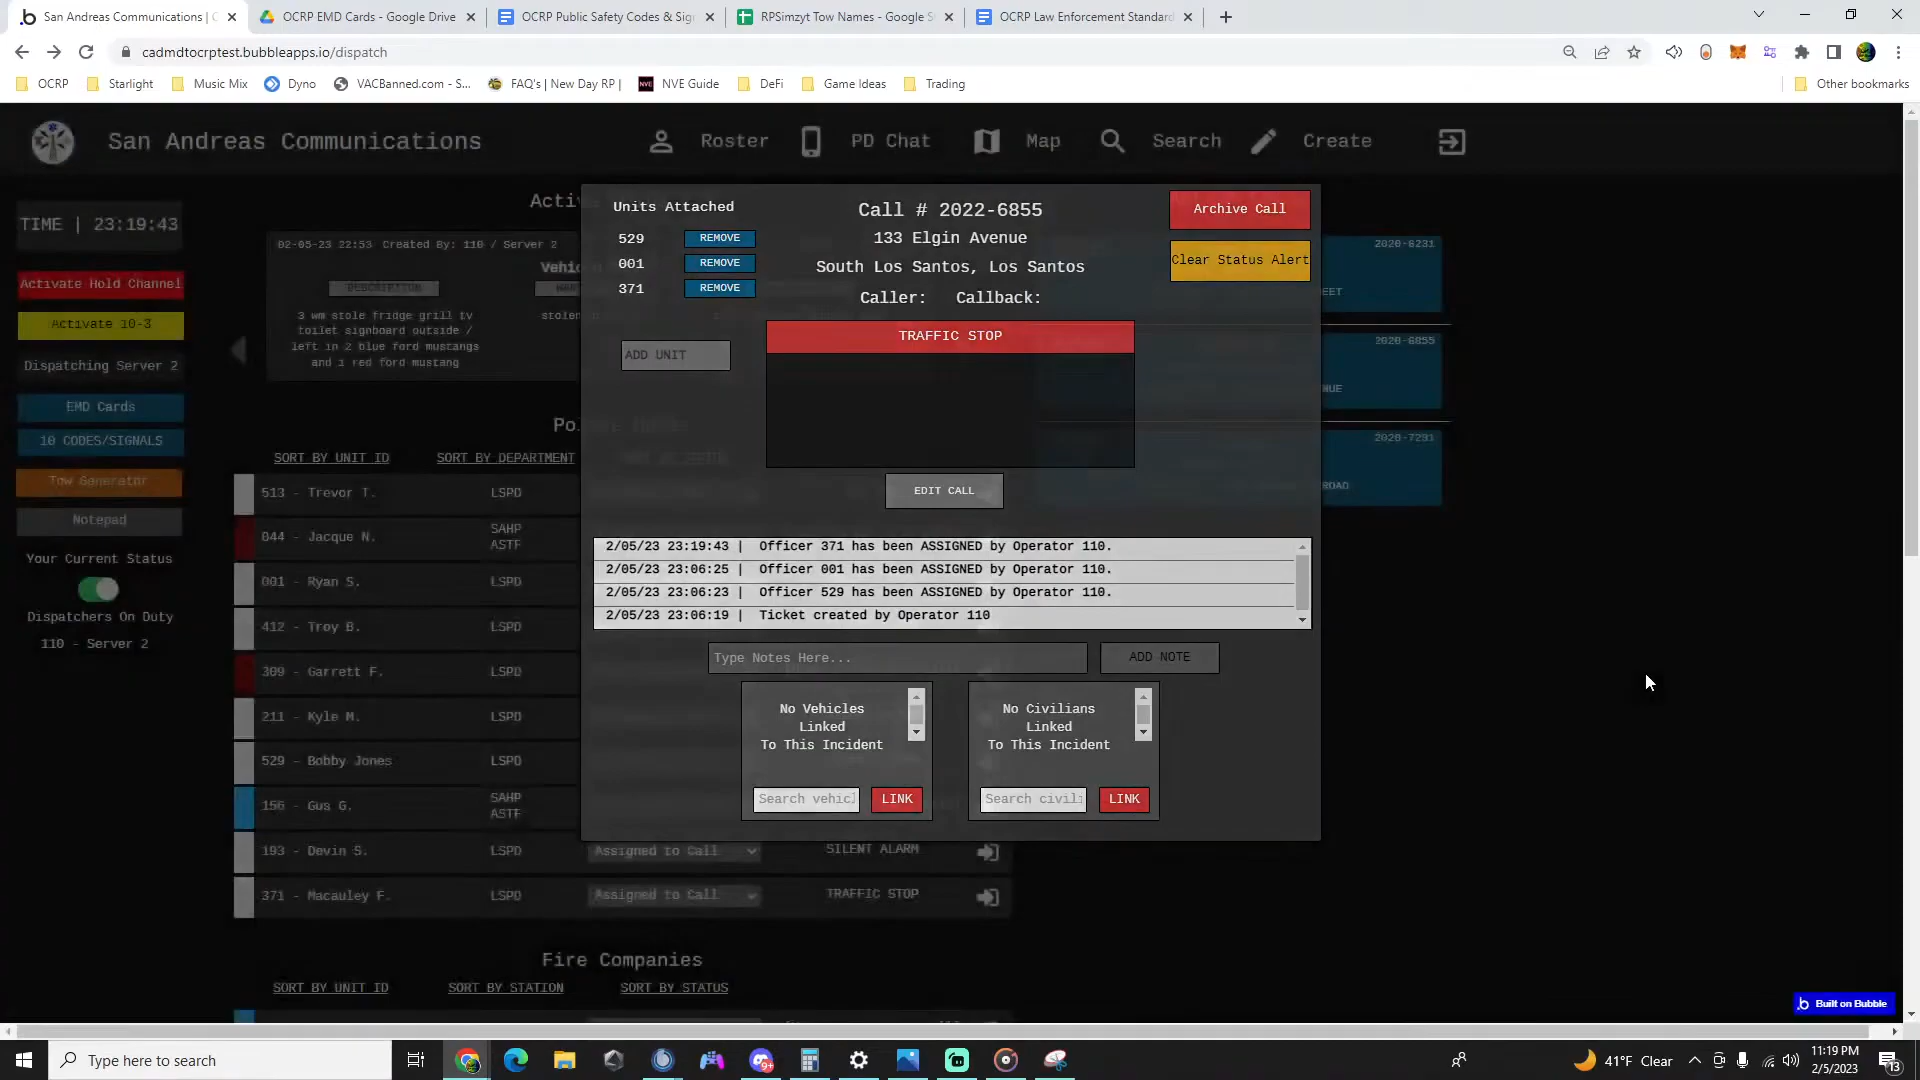 San Andreas Communications | C
OCRP EMD Cards - Google Drive
OCRP Public Safety Codes & Sig
RPSimzyt Tow Names - Google S
OCRP Law Enforcement Standard
cadmdtocrptest.bubbleapps.io/dispatch
OCRP
Starlight
Music Mix
Dyno
VACBanned.com - S...
FAQ's | New Day RP |
NVE Guide
DeFi
Game Ideas
Trading
Other bookmarks
San Andreas Communications
Roster
PD Chat
Map
Search
Create
TIME | 23:19:43
Activate Hold Channel
Activate 10-3
Dispatching Server 2
EMD Cards
10 CODES/SIGNALS
Tow Generator
Notepad
Your Current Status
Dispatchers On Duty
110 - Server 2
02-05-23 22:53 Created By: 110 / Server 2
DESCRIPTION
3 wm stole fridge grill tv
toilet signboard outside /
left in 2 blue ford mustangs
and 1 red ford mustang
Units Attached
529 REMOVE
001 REMOVE
371 REMOVE
ADD UNIT
Call # 2022-6855
133 Elgin Avenue
South Los Santos, Los Santos
Caller: Callback:
TRAFFIC STOP
EDIT CALL
Archive Call
Clear Status Alert
2/05/23 23:19:43 | Officer 371 has been ASSIGNED by Operator 110.
2/05/23 23:06:25 | Officer 001 has been ASSIGNED by Operator 110.
2/05/23 23:06:23 | Officer 529 has been ASSIGNED by Operator 110.
2/05/23 23:06:19 | Ticket created by Operator 110
Type Notes Here...
ADD NOTE
No Vehicles
Linked
To This Incident
Search vehicl
LINK
No Civilians
Linked
To This Incident
Search civili
LINK
2020-6231
EET
2020-6855
NUE
2020-7291
ROAD
SORT BY UNIT ID
SORT BY DEPARTMENT
513 - Trevor T. LSPD
044 - Jacque N. SAHP
ASTF
001 - Ryan S. LSPD
412 - Troy B. LSPD
309 - Garrett F. LSPD
211 - Kyle M. LSPD
529 - Bobby Jones LSPD
156 - Gus G. SAHP
ASTF
193 - Devin S. LSPD Assigned to Call SILENT ALARM
371 - Macauley F. LSPD Assigned to Call TRAFFIC STOP
Fire Companies
SORT BY UNIT ID
SORT BY STATION
SORT BY STATUS
Built on Bubble
Type here to search
9+
41°F Clear
11:19 PM
2/5/2023
13